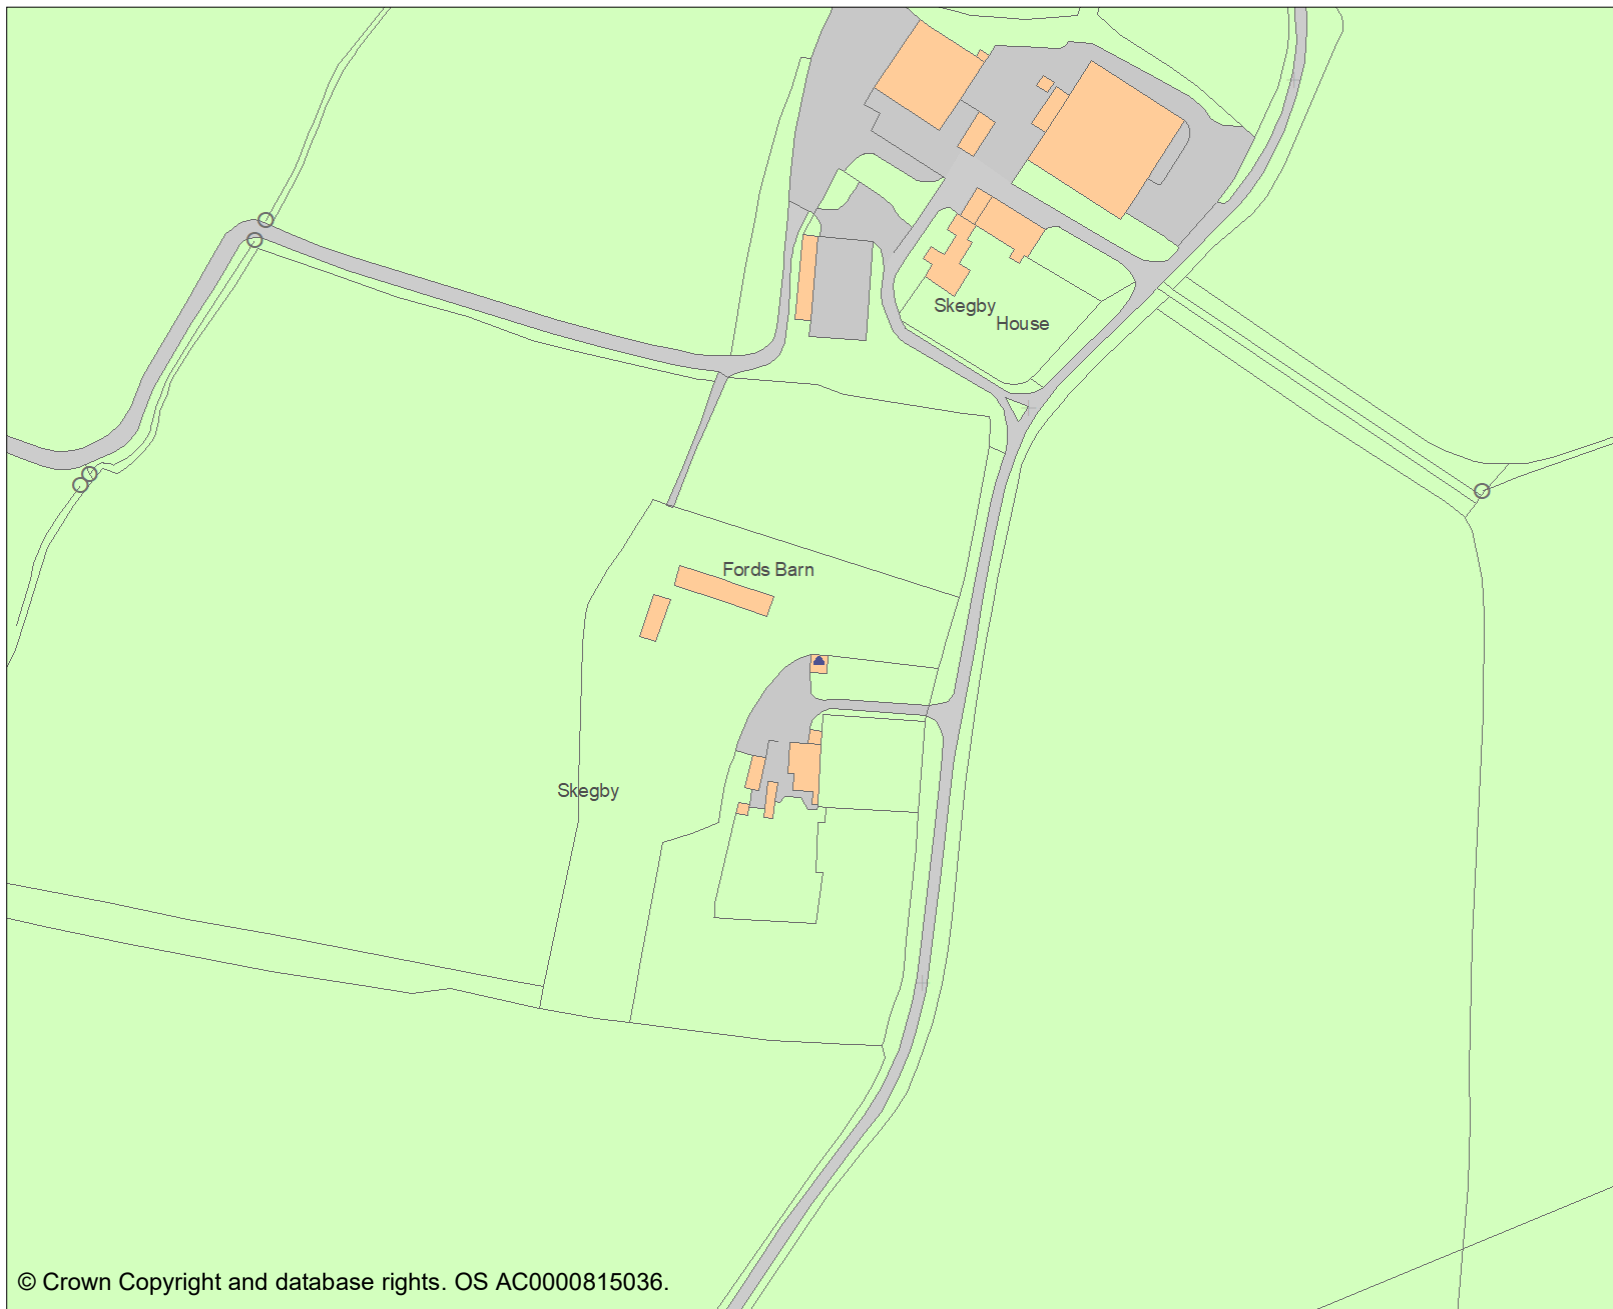 Skegby
House
Fords Barn
Skegby
© Crown Copyright and database rights. OS AC0000815036.